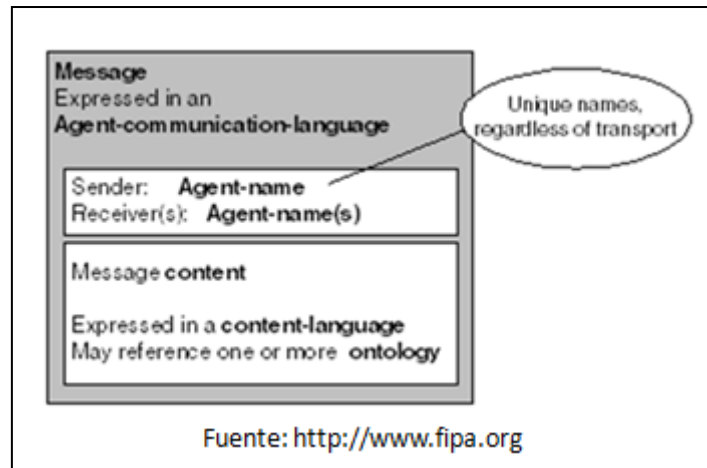 Message
Expressed in an
Agent-communication-language
Unique names,
regardless of transport
Sender: Agent-name
Receiver(s): Agent-name(s)
Message content
Expressed in a content-language
May reference one or more ontology
Fuente: http://www.fipa.org